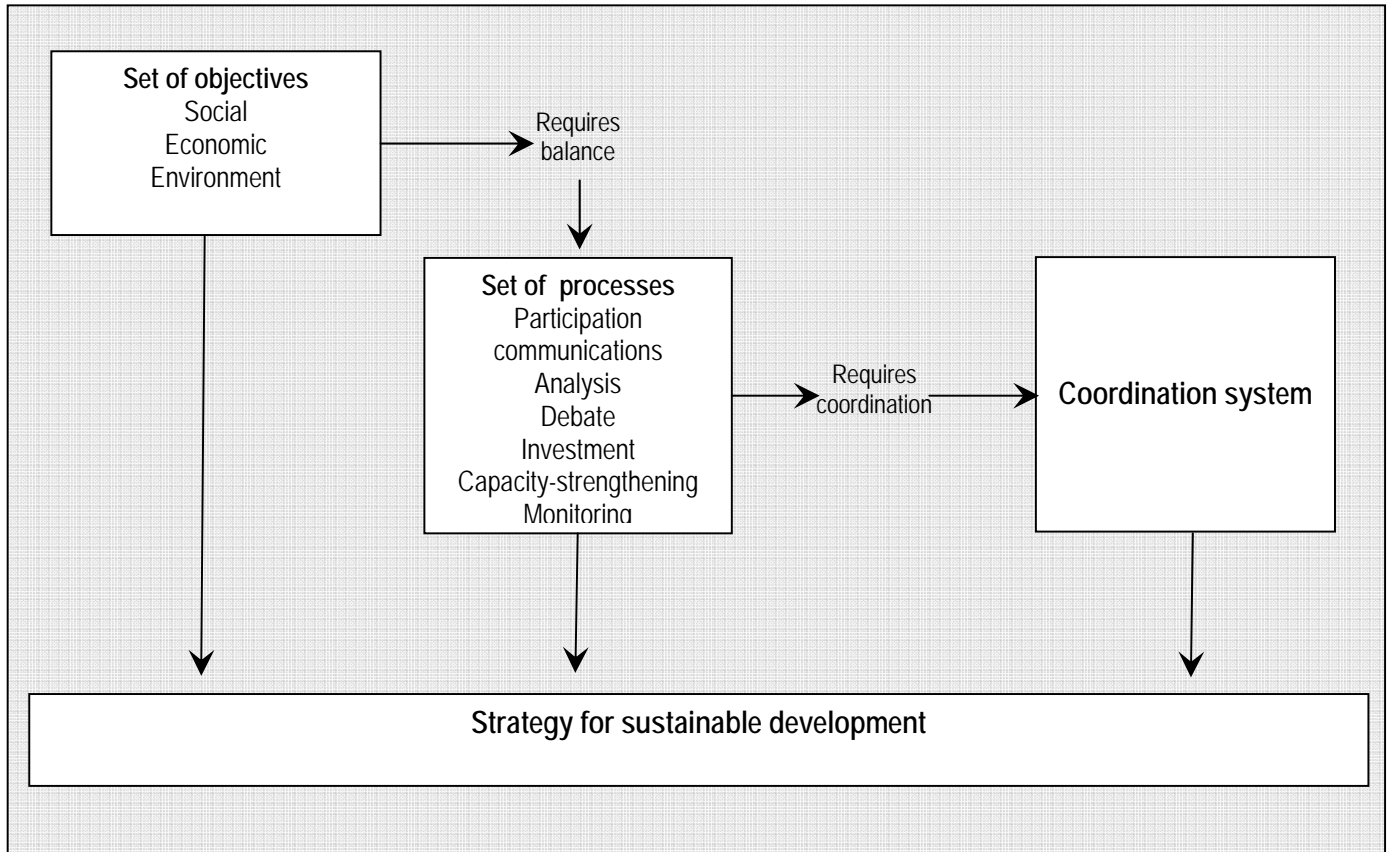 Set of objectives
Social
Economic
Environment
Requires
balance
Set of processes
Participation
communications
Analysis
Debate
Investment
Capacity-strengthening
Monitoring
Requires
coordination
Coordination system
Strategy for sustainable development